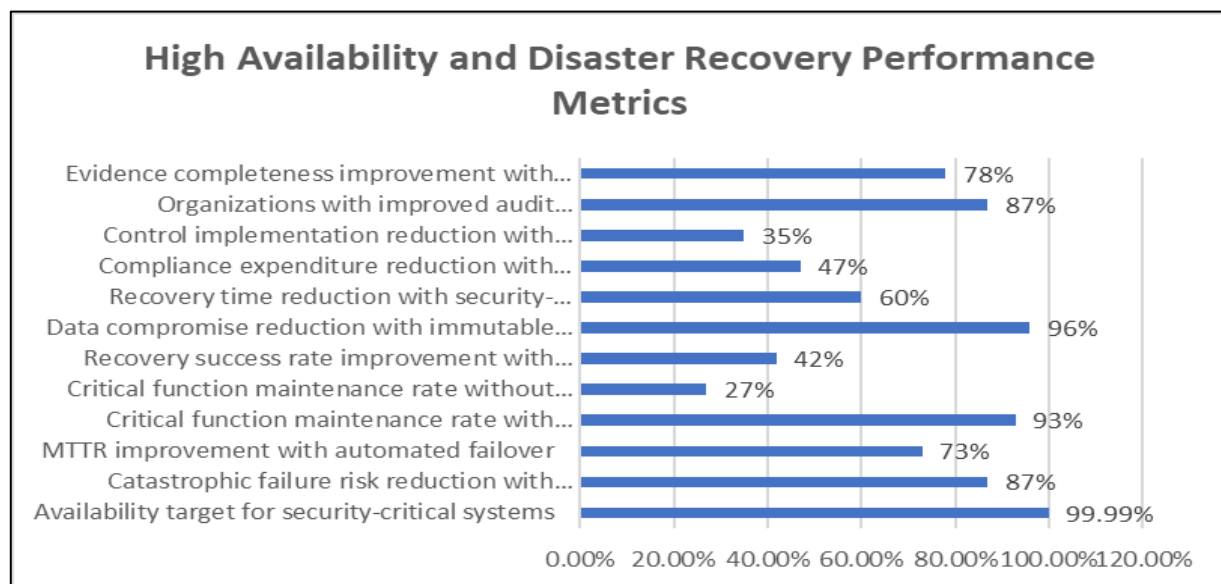 High Availability and Disaster Recovery Performance
Metrics
Evidence completeness improvement with... 78%
Organizations with improved audit... 87%
Control implementation reduction with... 35%
Compliance expenditure reduction with... 47%
Recovery time reduction with security-... 60%
Data compromise reduction with immutable... 96%
Recovery success rate improvement with... 42%
Critical function maintenance rate without... 27%
Critical function maintenance rate with... 93%
MTTR improvement with automated failover 73%
Catastrophic failure risk reduction with... 87%
Availability target for security-critical systems 99.99%
0.00% 20.00% 40.00% 60.00% 80.00% 100.00% 120.00%